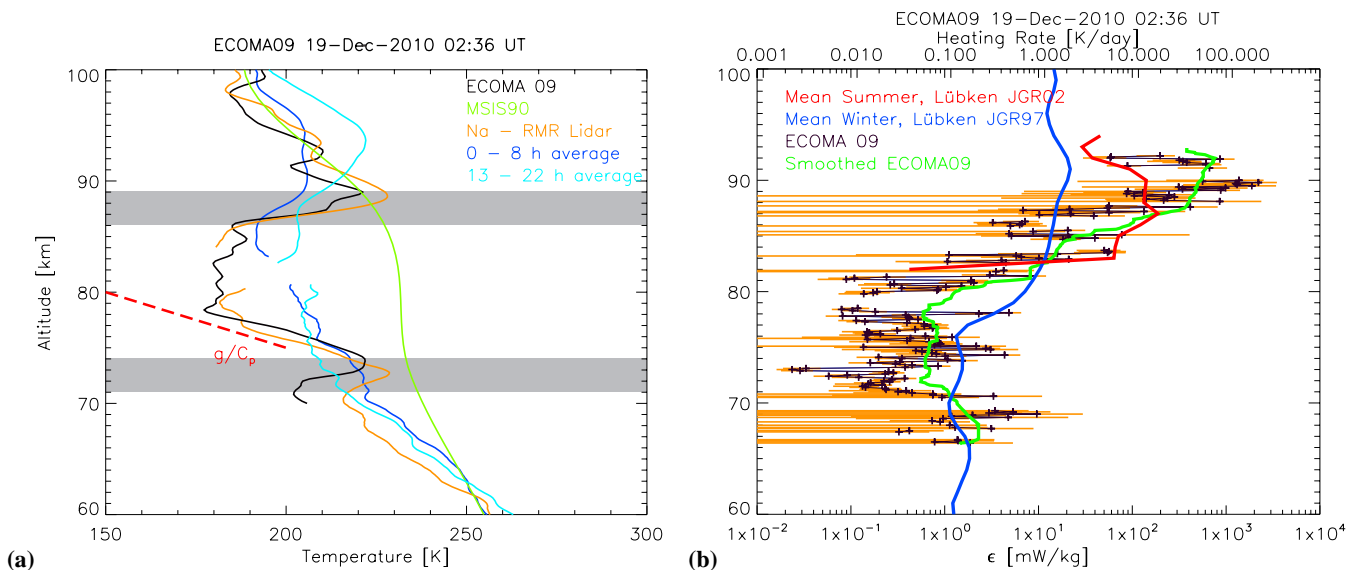 ECOMA09 19-Dec-2010 02:36 UT
100
90
80
70
60
Altitude [km]
ECOMA 09
MSIS90
Na – RMR Lidar
0 – 8 h average
13 – 22 h average
g/Cp
150
200
250
300
Temperature [K]
(a)
ECOMA09 19-Dec-2010 02:36 UT
Heating Rate [K/day]
0.001
0.010
0.100
1.000
10.000
100.000
100
90
80
70
60
Mean Summer, Lübken JGR02
Mean Winter, Lübken JGR97
ECOMA 09
Smoothed ECOMA09
1x10^-2
1x10^-1
1x10^0
1x10^1
1x10^2
1x10^3
1x10^4
ϵ [mW/kg]
(b)